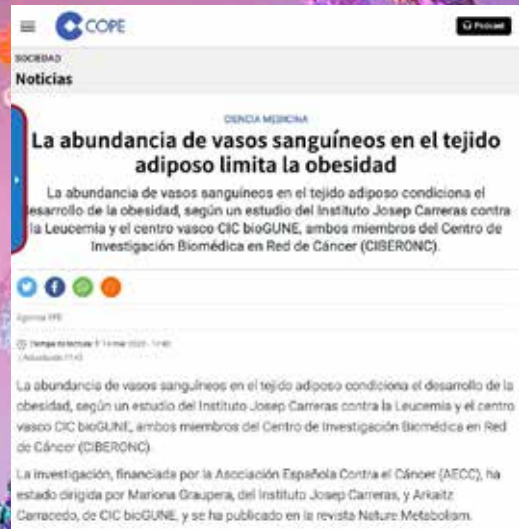 COPE
Podcast
SOCIEDAD
Noticias
CIENCIA MEDICINA
La abundancia de vasos sanguíneos en el tejido
adiposo limita la obesidad
La abundancia de vasos sanguíneos en el tejido adiposo condiciona el
desarrollo de la obesidad, según un estudio del Instituto Josep Carreras contra
la Leucemia y el centro vasco CIC bioGUNE, ambos miembros del Centro de
Investigación Biomédica en Red de Cáncer (CIBERONC).
Agencia EFE
Tiempo de lectura:
La abundancia de vasos sanguíneos en el tejido adiposo condiciona el desarrollo de la
obesidad, según un estudio del Instituto Josep Carreras contra la Leucemia y el centro
vasco CIC bioGUNE, ambos miembros del Centro de Investigación Biomédica en Red
de Cáncer (CIBERONC).
La investigación, financiada por la Asociación Española Contra el Cáncer (AECC), ha
estado dirigida por Mariona Graupera, del Instituto Josep Carreras, y Arkaitz
Carracedo, de CIC bioGUNE, y se ha publicado en la revista Nature Metabolism.